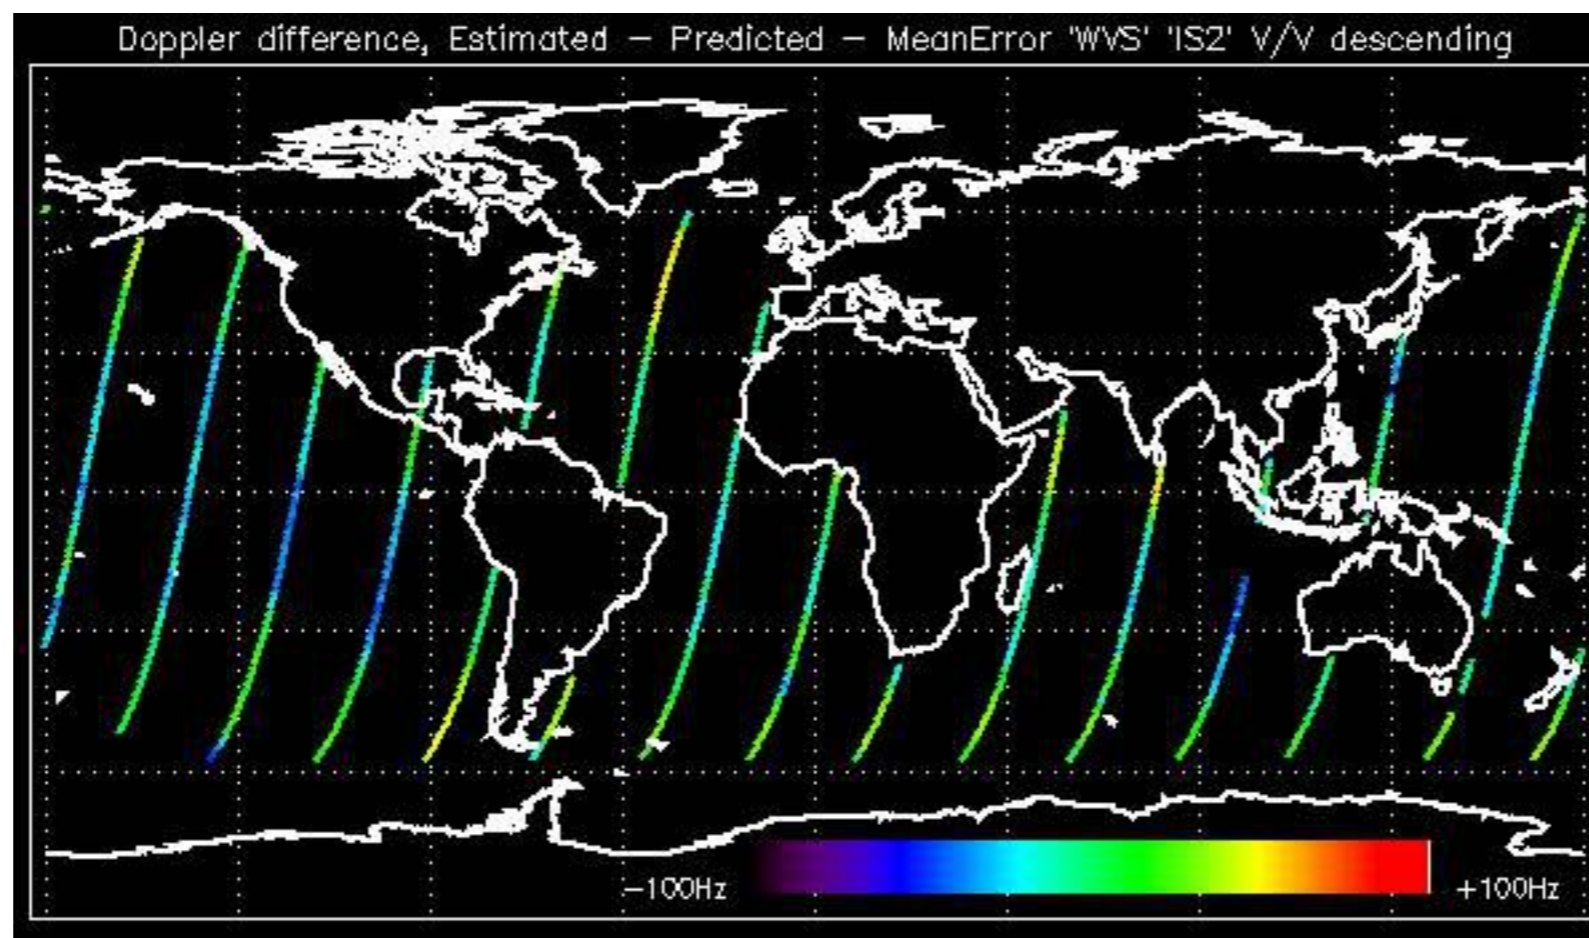 Doppler difference, Estimated – Predicted – MeanError 'WVS' 'IS2' V/V descending
–100Hz
+100Hz